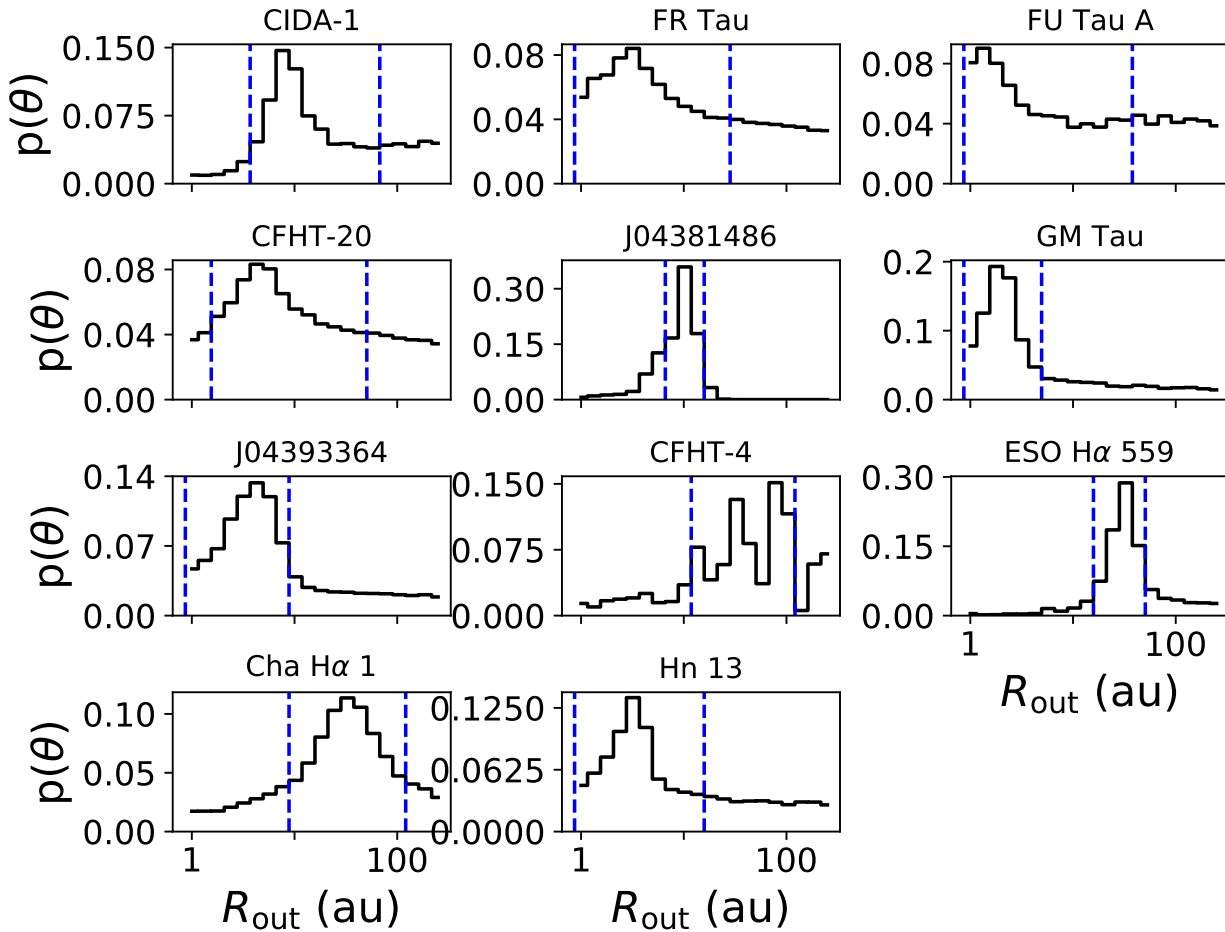 CIDA-1
FR Tau
FU Tau A
p(θ)
0.150
0.075
0.000
0.08
0.04
0.00
0.08
0.04
0.00
CFHT-20
J04381486
GM Tau
p(θ)
0.08
0.04
0.00
0.30
0.15
0.00
0.2
0.1
0.0
J04393364
CFHT-4
ESO Hα 559
p(θ)
0.14
0.07
0.00
0.150
0.075
0.000
0.30
0.15
0.00
1
100
R_out (au)
Cha Hα 1
Hn 13
p(θ)
0.10
0.05
0.00
0.1250
0.0625
0.0000
1
100
1
100
R_out (au)
R_out (au)